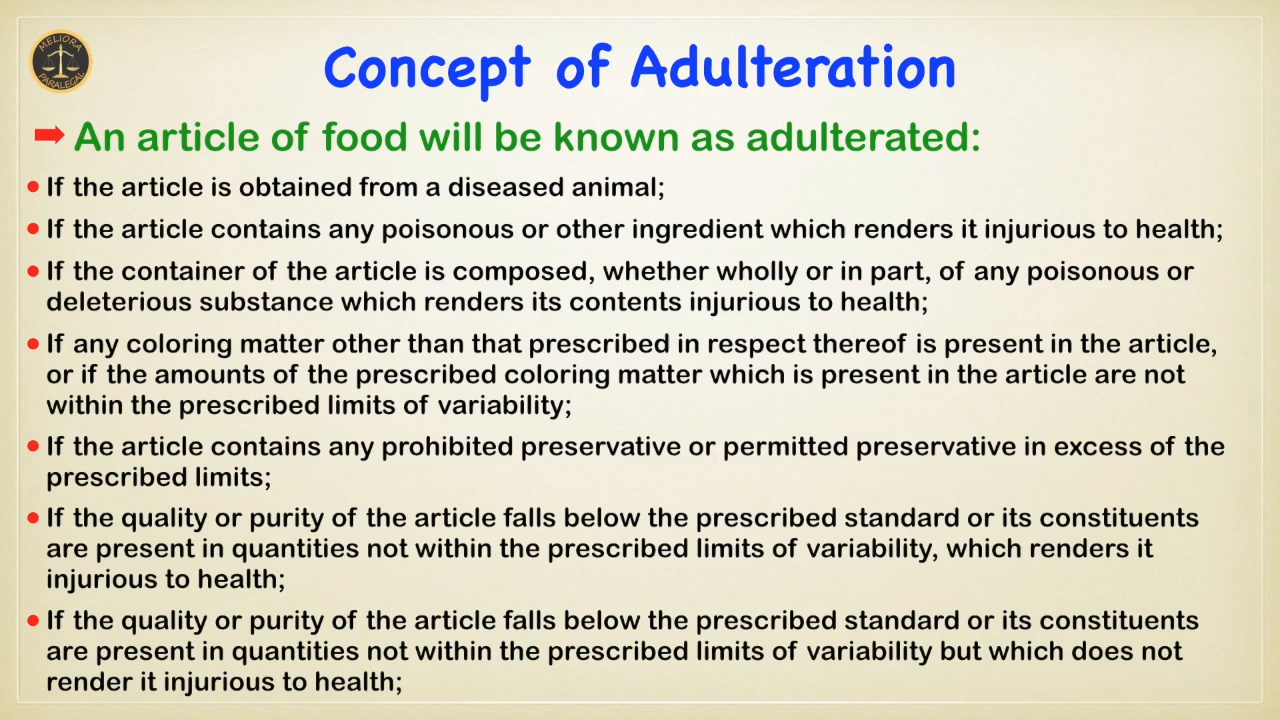 MELIORA
PARALEGAL
Concept of Adulteration
An article of food will be known as adulterated:
If the article is obtained from a diseased animal;
If the article contains any poisonous or other ingredient which renders it injurious to health;
If the container of the article is composed, whether wholly or in part, of any poisonous or
deleterious substance which renders its contents injurious to health;
If any coloring matter other than that prescribed in respect thereof is present in the article,
or if the amounts of the prescribed coloring matter which is present in the article are not
within the prescribed limits of variability;
If the article contains any prohibited preservative or permitted preservative in excess of the
prescribed limits;
If the quality or purity of the article falls below the prescribed standard or its constituents
are present in quantities not within the prescribed limits of variability, which renders it
injurious to health;
If the quality or purity of the article falls below the prescribed standard or its constituents
are present in quantities not within the prescribed limits of variability but which does not
render it injurious to health;